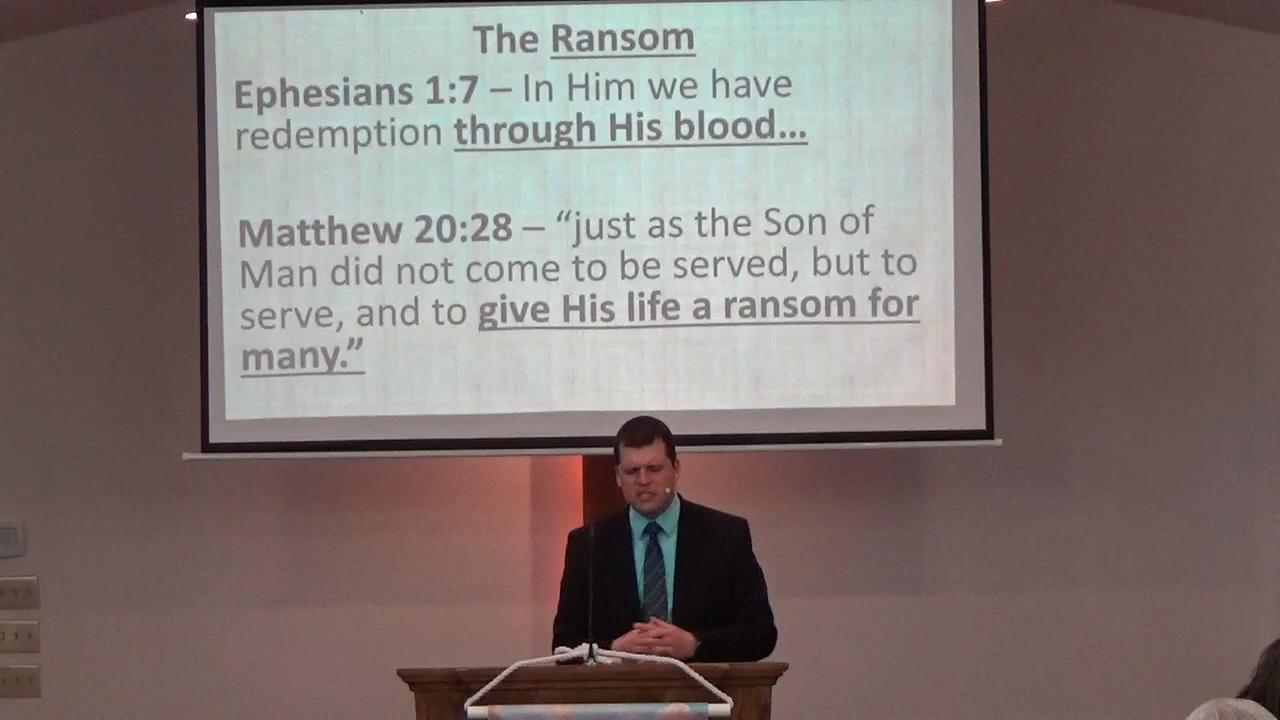 The Ransom
Ephesians 1:7 – In Him we have
redemption through His blood...
Matthew 20:28 – “just as the Son of
Man did not come to be served, but to
serve, and to give His life a ransom for
many.”